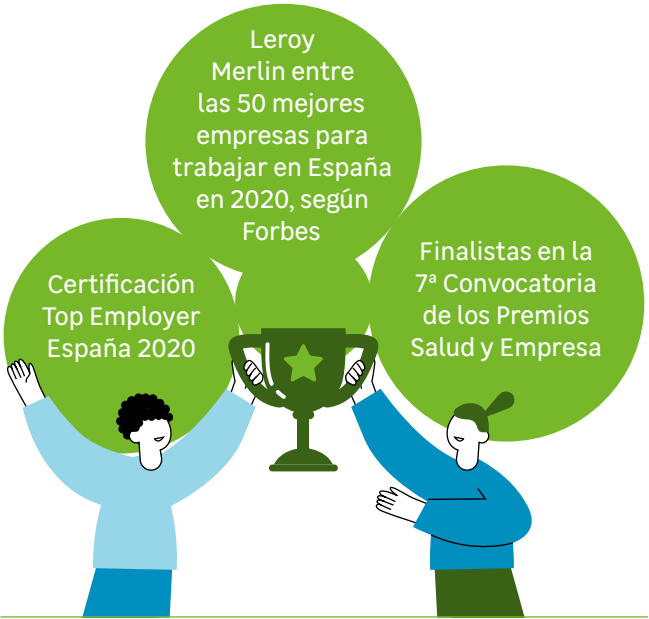 Leroy
Merlin entre
las 50 mejores
empresas para
trabajar en España
en 2020, según
Forbes
Certificación
Top Employer
España 2020
Finalistas en la
7ª Convocatoria
de los Premios
Salud y Empresa